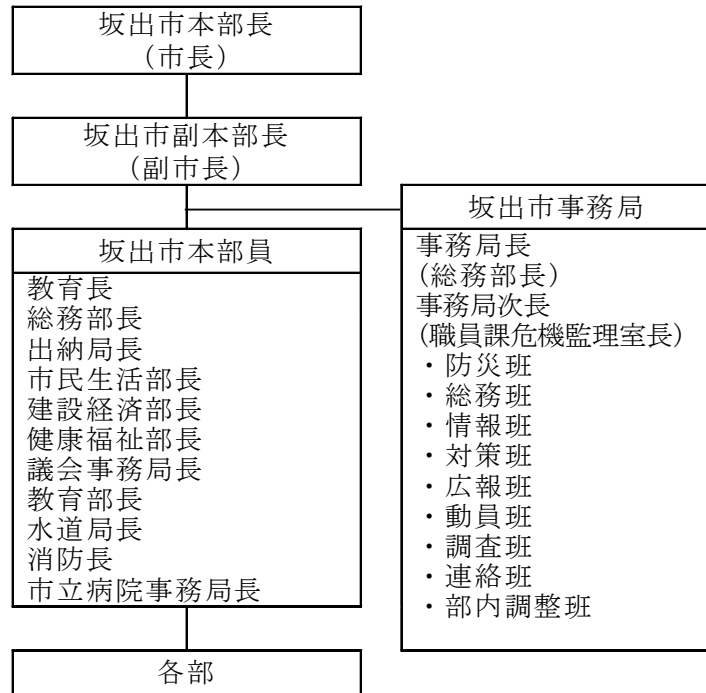 坂出市本部長
(市長)
坂出市副本部長
(副市長)
坂出市本部員
教育長
総務部長
出納局長
市民生活部長
建設経済部長
健康福祉部長
議会事務局長
教育部長
水道局長
消防長
市立病院事務局長
坂出市事務局
事務局長
(総務部長)
事務局次長
(職員課危機監理室長)
・防災班
・総務班
・情報班
・対策班
・広報班
・動員班
・調査班
・連絡班
・部内調整班
各部